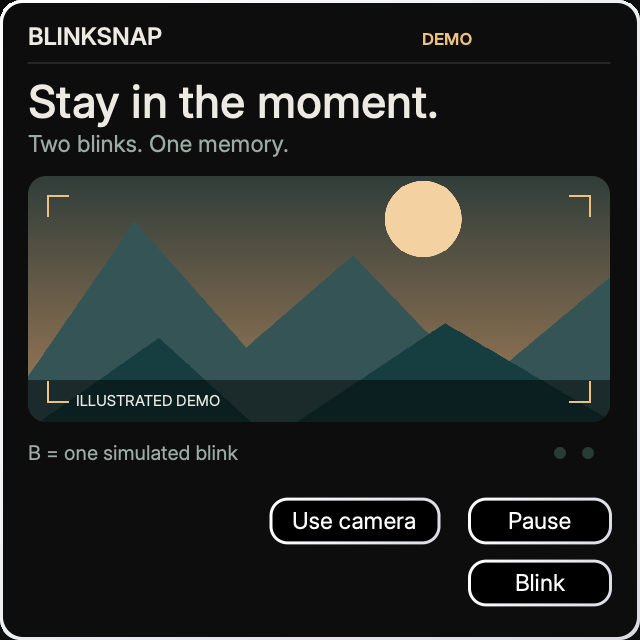 BLINKSNAP
DEMO
Stay in the moment.
Two blinks. One memory.
ILLUSTRATED DEMO
B = one simulated blink
Use camera
Pause
Blink